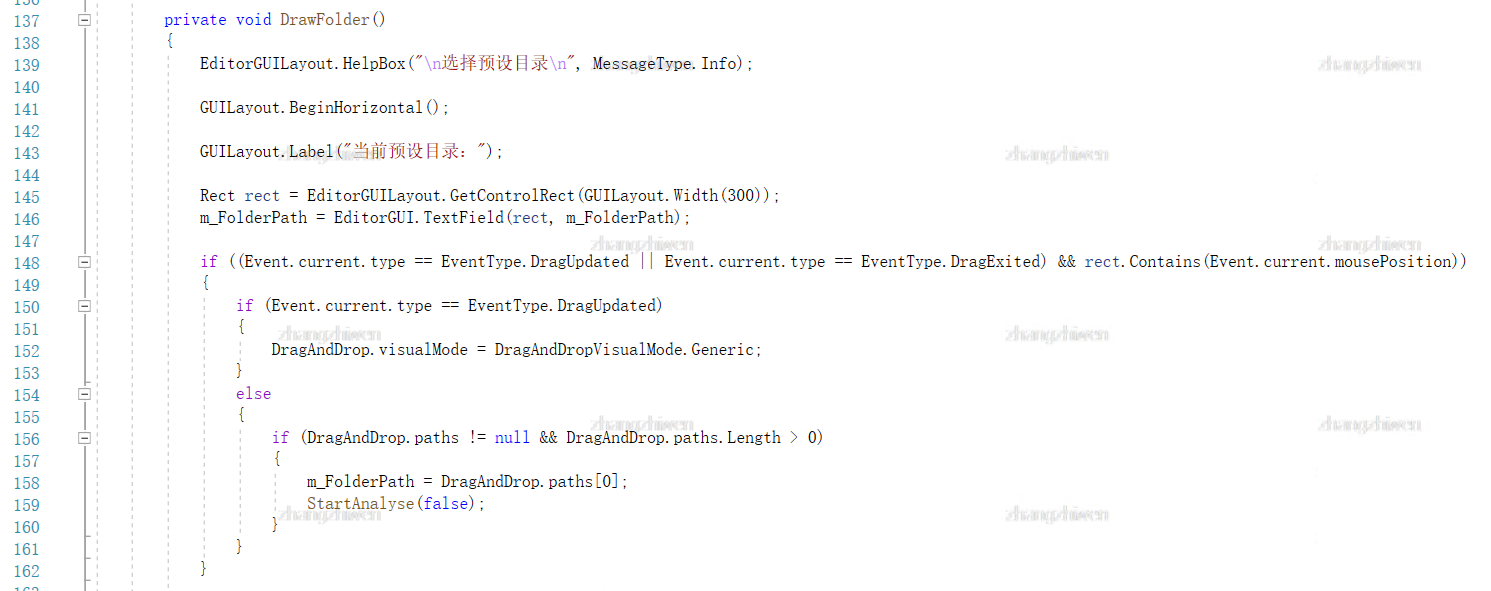 137 private void DrawFolder()
138 {
139 EditorGUILayout.HelpBox("\n选择预设目录\n", MessageType.Info);
140
141 GUILayout.BeginHorizontal();
142
143 GUILayout.Label("当前预设目录：");
144
145 Rect rect = EditorGUILayout.GetControlRect(GUILayout.Width(300));
146 m_FolderPath = EditorGUI.TextField(rect, m_FolderPath);
147
148 if ((Event.current.type == EventType.DragUpdated || Event.current.type == EventType.DragExited) && rect.Contains(Event.current.mousePosition))
149 {
150 if (Event.current.type == EventType.DragUpdated)
151 {
152 DragAndDrop.visualMode = DragAndDropVisualMode.Generic;
153 }
154 else
155 {
156 if (DragAndDrop.paths != null && DragAndDrop.paths.Length > 0)
157 {
158 m_FolderPath = DragAndDrop.paths[0];
159 StartAnalyse(false);
160 }
161 }
162 }